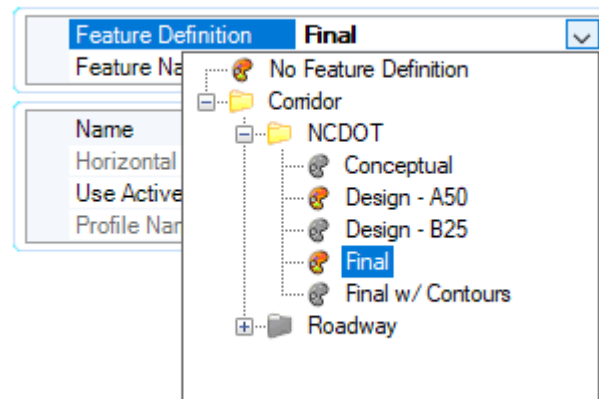 Feature Definition Final
Feature Na
No Feature Definition
Corridor
Name
NCDOT
Horizontal
Conceptual
Use Active
Design - A50
Profile Nar
Design - B25
Final
Final w/ Contours
Roadway